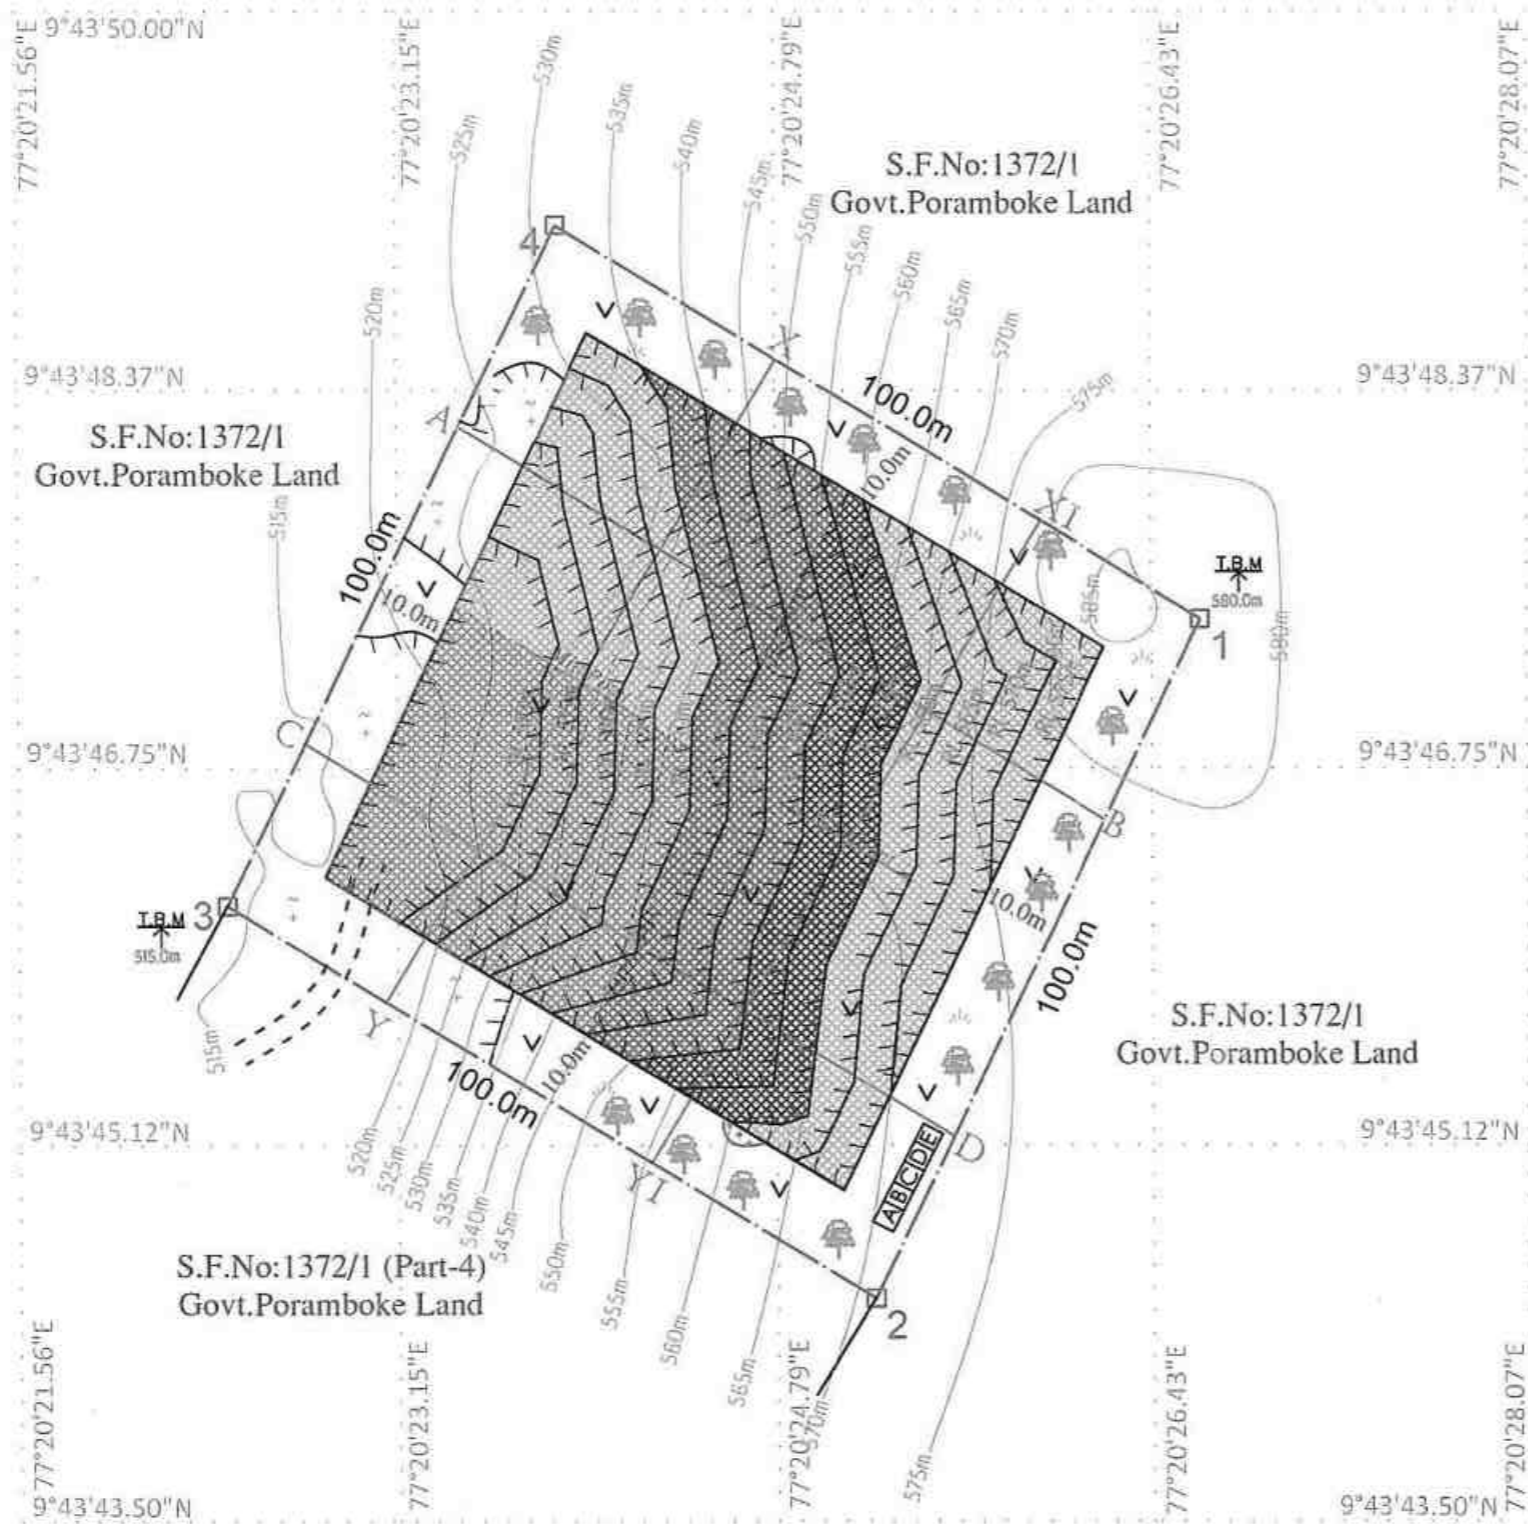 9°43'50.00"N
77°20'21.56"E
77°20'23.15"E
77°20'24.79"E
77°20'26.43"E
77°20'28.07"E
525m
530m
535m
540m
545m
550m
555m
560m
565m
570m
575m
S.F.No:1372/1
Govt.Poramboke Land
4
520m
X
9°43'48.37"N
9°43'48.37"N
100.0m
A
S.F.No:1372/1
Govt.Poramboke Land
10.0m
X1
515m
100.0m
10.0m
T.B.M
580.0m
1
585m
580m
C
9°43'46.75"N
9°43'46.75"N
B
10.0m
T.B.M
515.0m
3
100.0m
Y
515m
S.F.No:1372/1
Govt.Poramboke Land
100.0m
10.0m
9°43'45.12"N
9°43'45.12"N
D
ABCDE
Y1
520m
525m
530m
535m
540m
545m
550m
555m
560m
565m
570m
575m
S.F.No:1372/1 (Part-4)
Govt.Poramboke Land
2
77°20'21.56"E
77°20'23.15"E
77°20'24.79"E
77°20'26.43"E
77°20'28.07"E
9°43'43.50"N
9°43'43.50"N